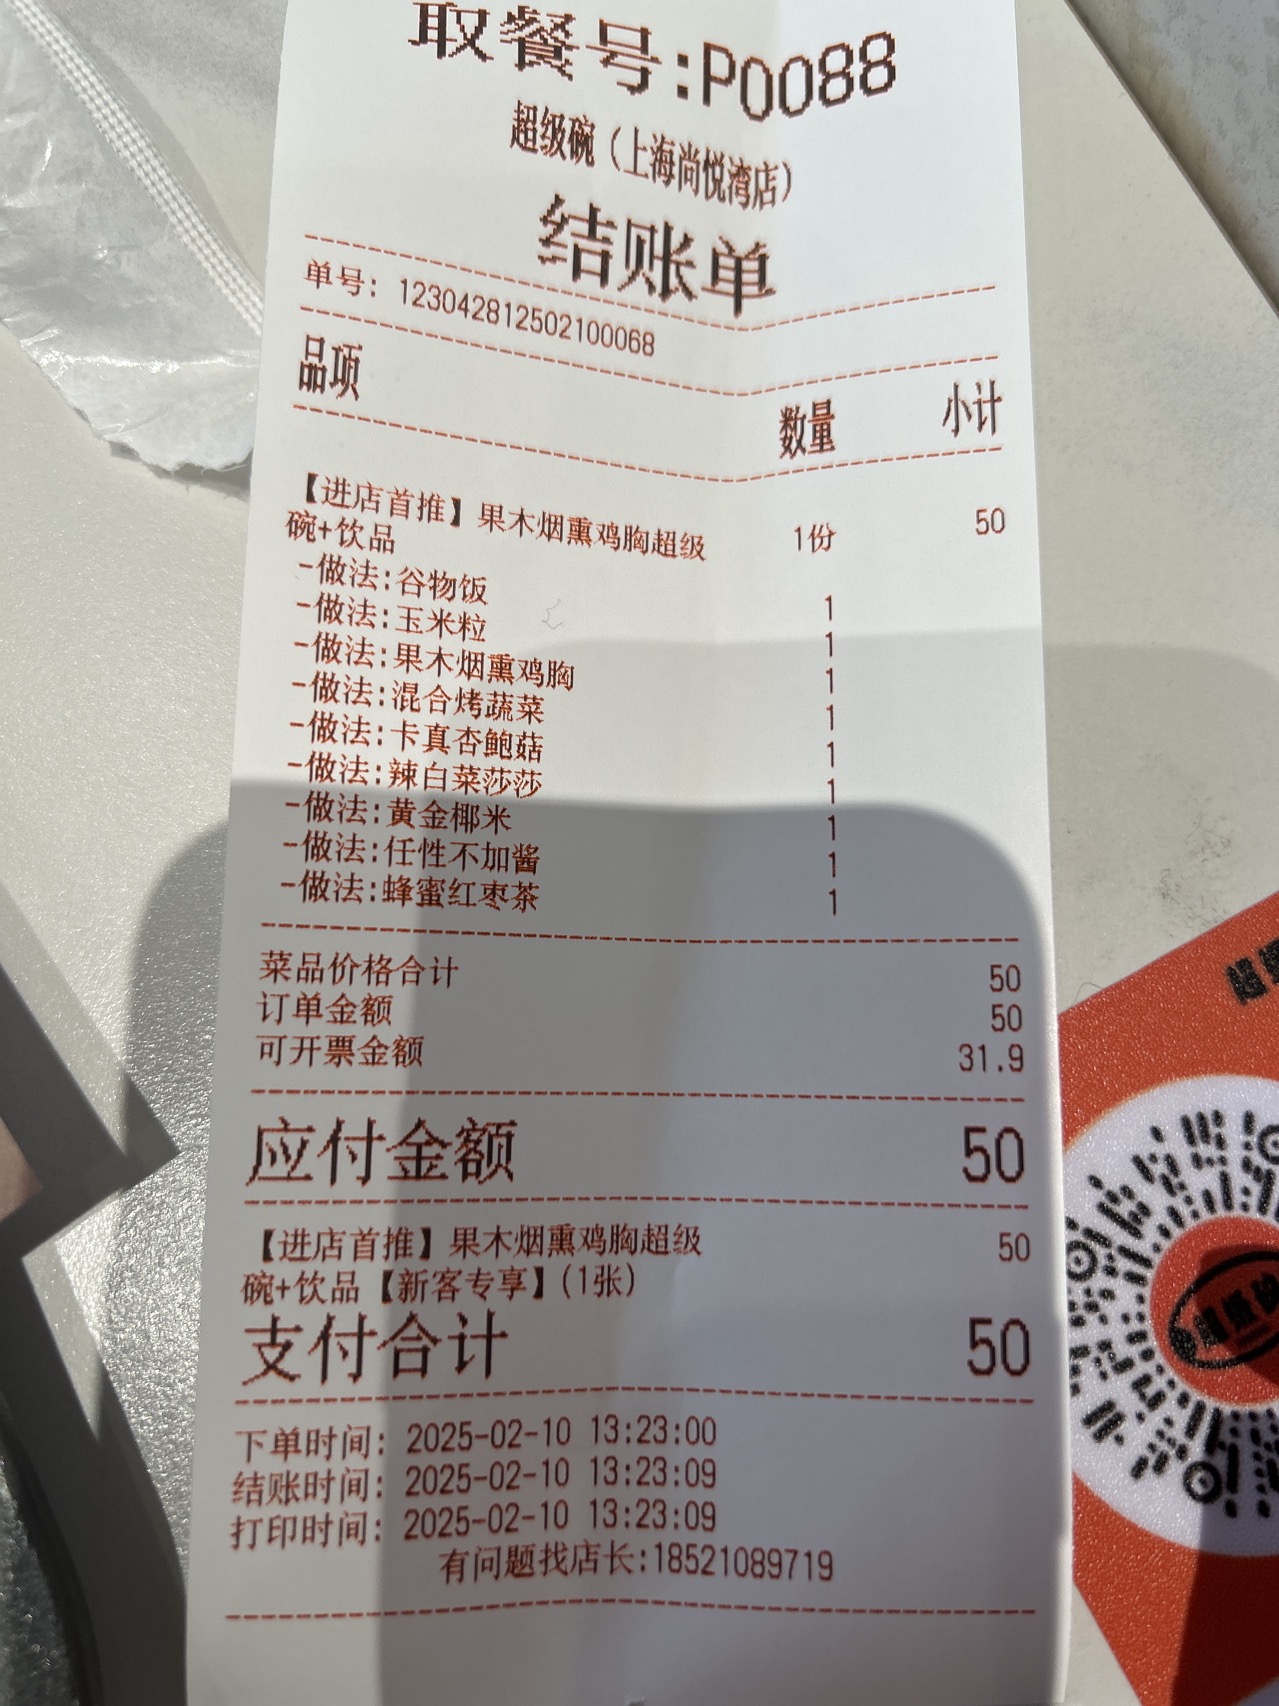 取餐号:P0088
超级碗（上海尚悦湾店）
结账单
单号: 123042812502100068
品项 数量 小计
【进店首推】果木烟熏鸡胸超级 1份 50
碗+饮品
-做法:谷物饭 1
-做法:玉米粒 1
-做法:果木烟熏鸡胸 1
-做法:混合烤蔬菜 1
-做法:卡真杏鲍菇 1
-做法:辣白菜莎莎 1
-做法:黄金椰米 1
-做法:任性不加酱 1
-做法:蜂蜜红枣茶 1
菜品价格合计 50
订单金额 50
可开票金额 31.9
应付金额 50
【进店首推】果木烟熏鸡胸超级 50
碗+饮品【新客专享】(1张)
支付合计 50
下单时间: 2025-02-10 13:23:00
结账时间: 2025-02-10 13:23:09
打印时间: 2025-02-10 13:23:09
有问题找店长:18521089719